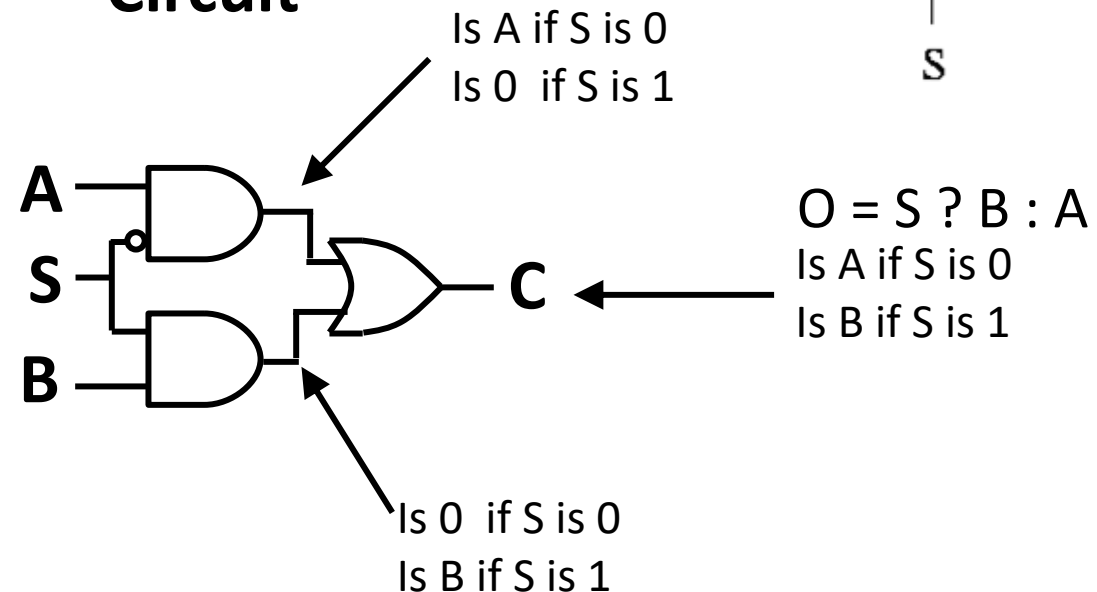 Circuit
Is A if S is 0
Is 0 if S is 1
S
A
S
B
C
O = S ? B : A
Is A if S is 0
Is B if S is 1
Is 0 if S is 0
Is B if S is 1